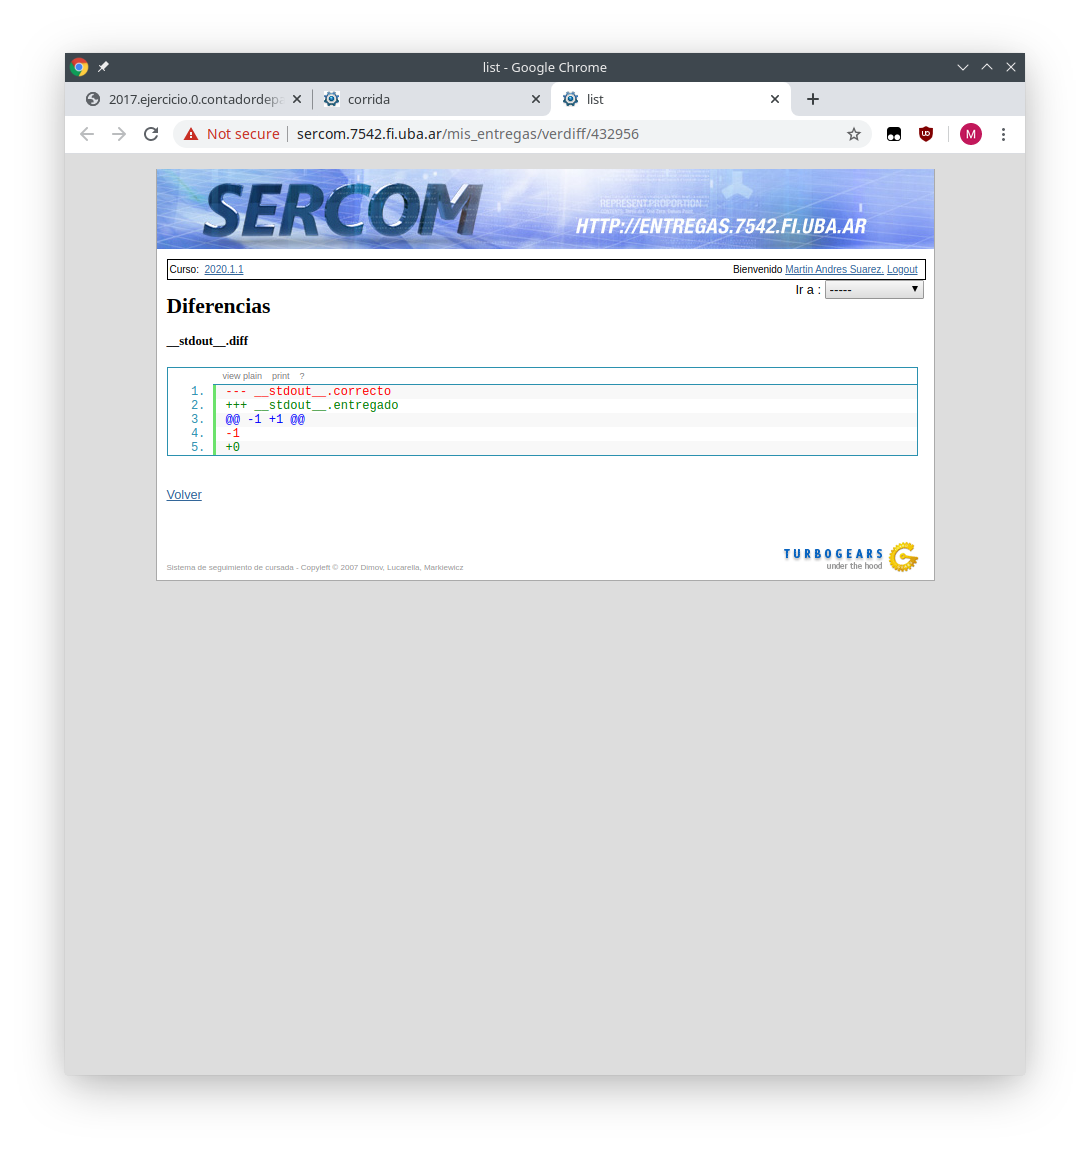 list - Google Chrome
2017.ejercicio.0.contadordepa
corrida
list
Not secure
sercom.7542.fi.uba.ar/mis_entregas/verdiff/432956
M
SERCOM
REPRESENT.PROPORTION
HTTP://ENTREGAS.7542.FI.UBA.AR
Curso: 2020.1.1
Bienvenido Martin Andres Suarez. Logout
Ir a : -----
Diferencias
__stdout__.diff
view plain print ?
1. --- __stdout__.correcto
2. +++ __stdout__.entregado
3. @@ -1 +1 @@
4. -1
5. +0
Volver
TURBOGEARS
under the hood
Sistema de seguimiento de cursada - Copyleft © 2007 Dimov, Lucarella, Markiewicz